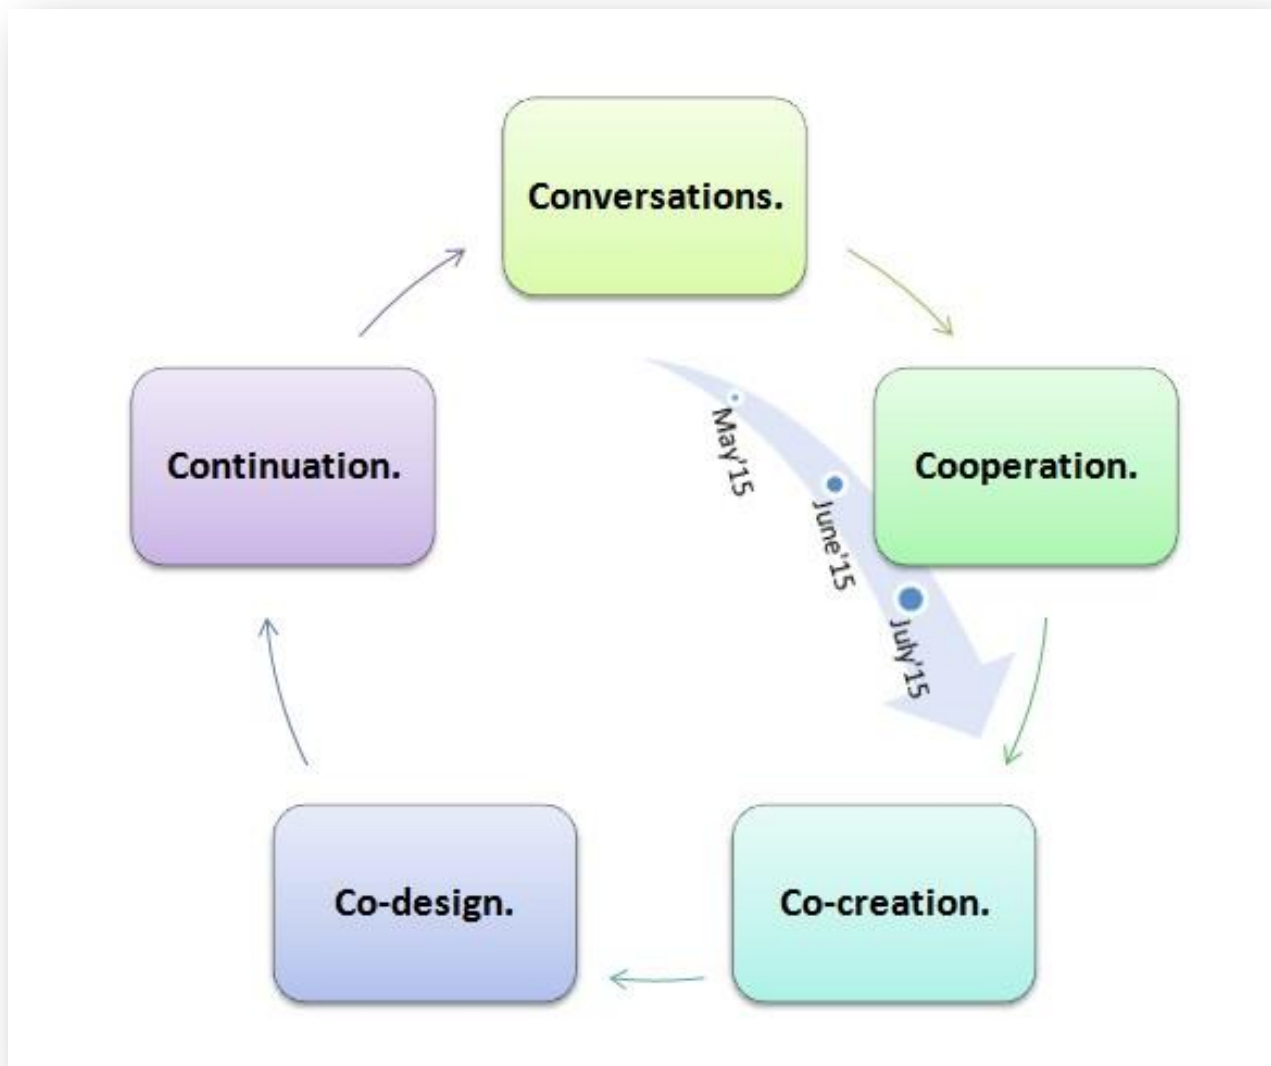 Conversations.
Cooperation.
Co-creation.
Co-design.
Continuation.
May'15
June'15
July'15